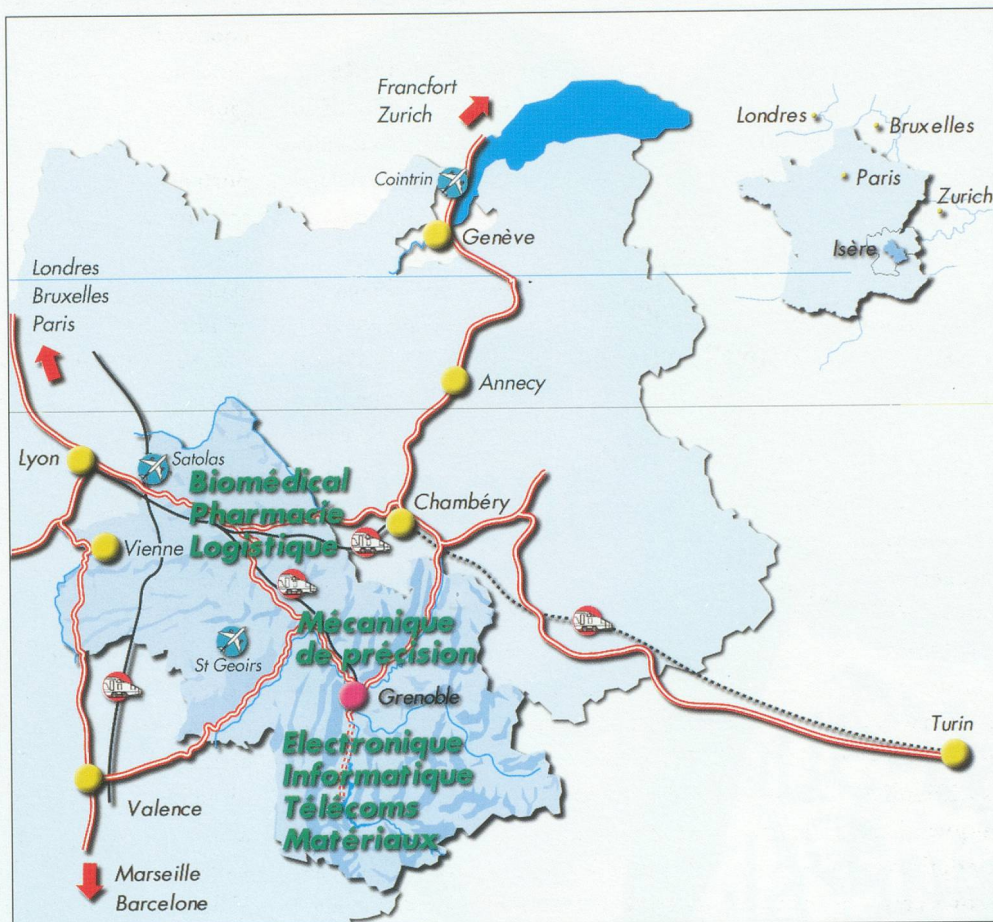 Francfort
Zurich
Cointrin
Genève
Londres
Bruxelles
Paris
Zurich
Isère
Londres
Bruxelles
Paris
Annecy
Lyon
Satolas
Biomédical
Pharmacie
Logistique
Chambéry
Vienne
Mécanique
de précision
St Geoirs
Grenoble
Electronique
Informatique
Télécoms
Matériaux
Turin
Valence
Marseille
Barcelone